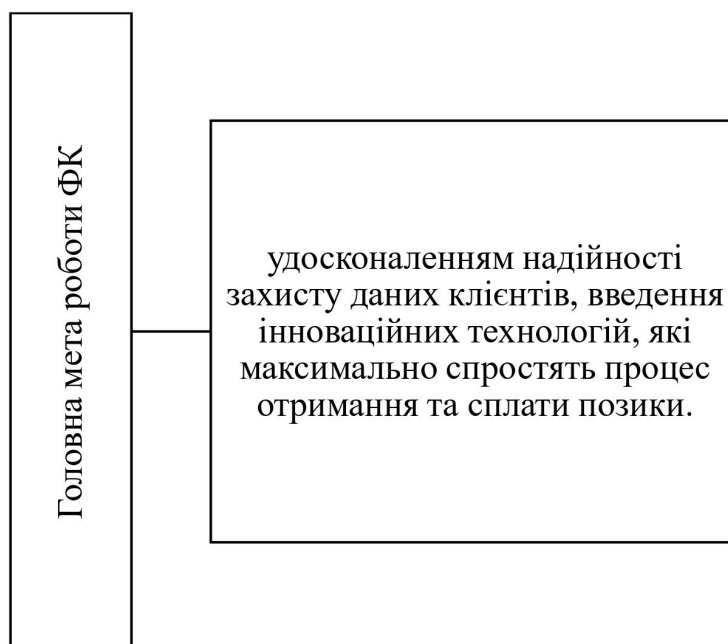 Головна мета роботи ФК
удосконаленням надійності
захисту даних клієнтів, введення
інноваційних технологій, які
максимально спростять процес
отримання та сплати позики.